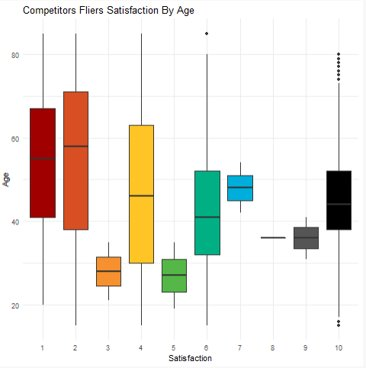 Competitors Fliers Satisfaction By Age
Age
80
60
40
20
1 2 3 4 5 6 7 8 9 10
Satisfaction